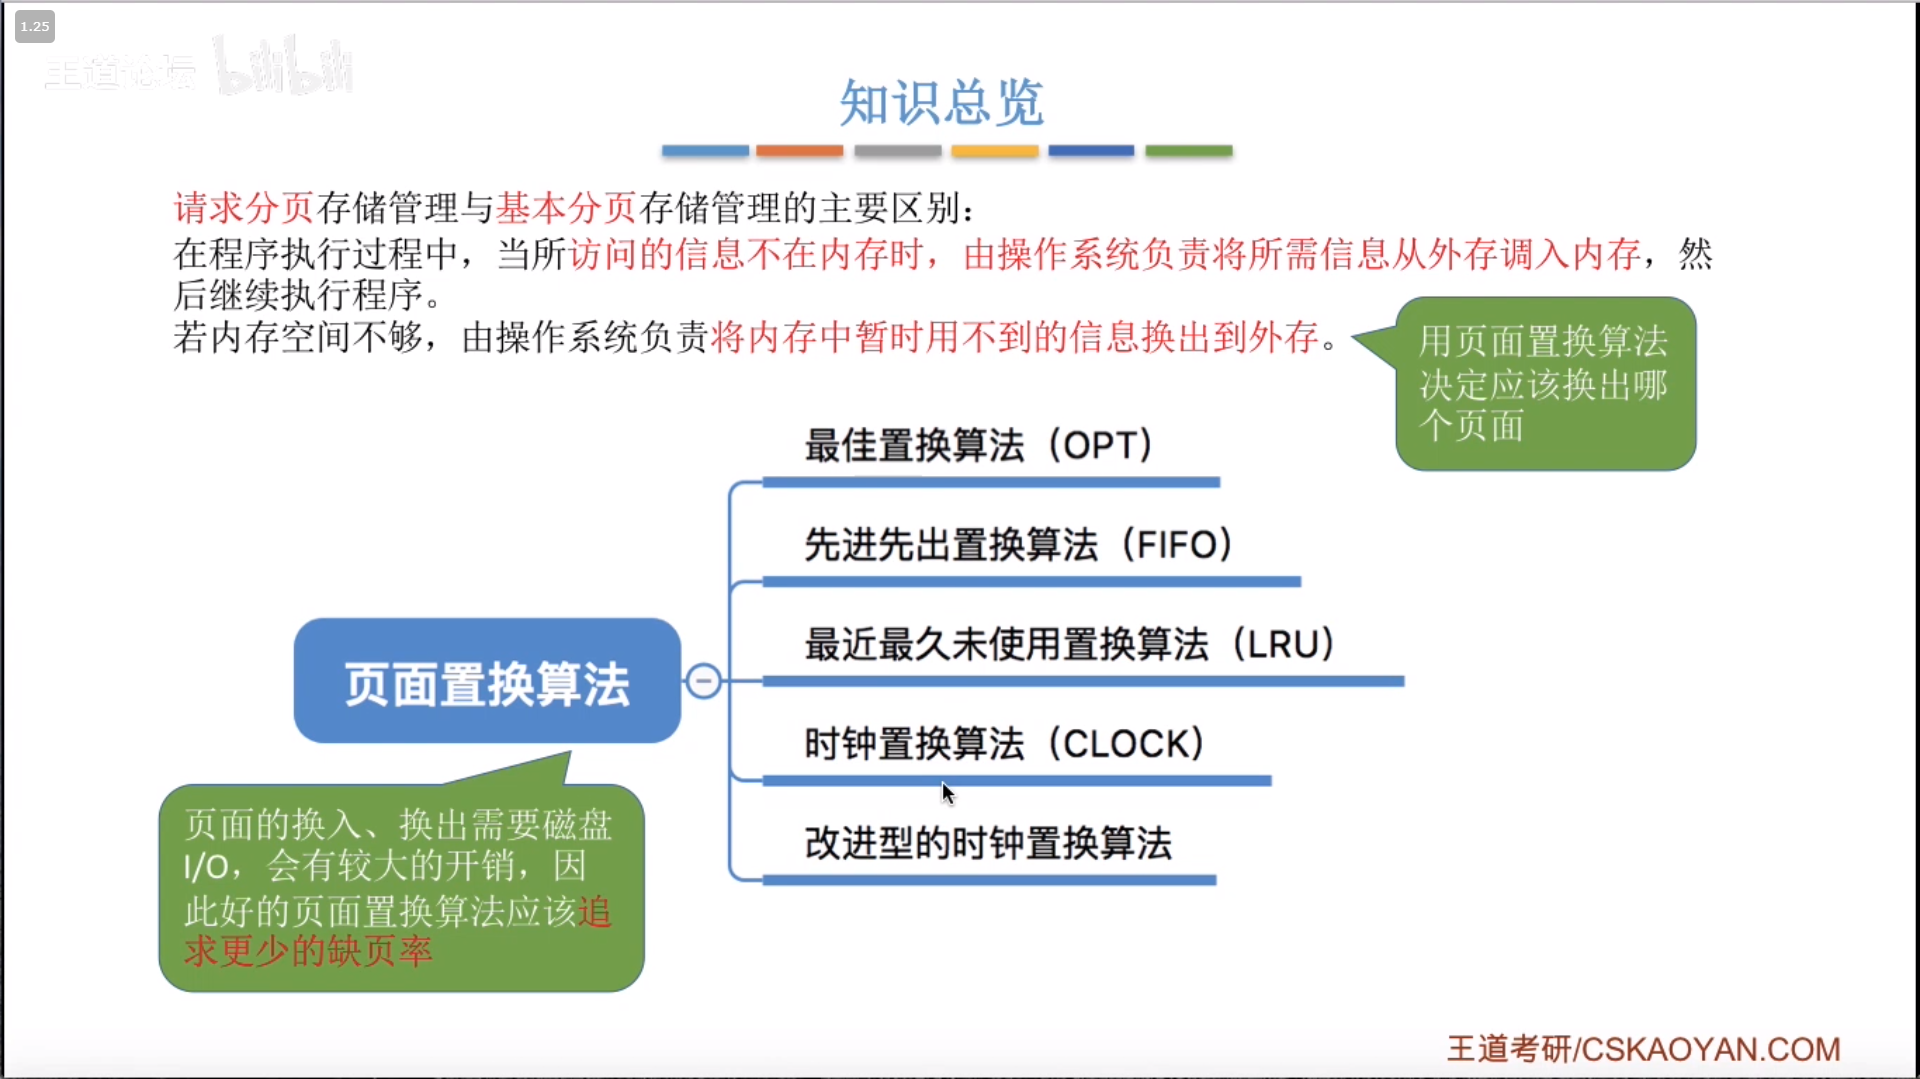 1.25
王道论坛 bilibili
知识总览
请求分页存储管理与基本分页存储管理的主要区别：
在程序执行过程中，当所访问的信息不在内存时，由操作系统负责将所需信息从外存调入内存，然
后继续执行程序。
若内存空间不够，由操作系统负责将内存中暂时用不到的信息换出到外存。
用页面置换算法
决定应该换出哪
个页面
最佳置换算法（OPT）
先进先出置换算法（FIFO）
最近最久未使用置换算法（LRU）
页面置换算法
时钟置换算法（CLOCK）
改进型的时钟置换算法
页面的换入、换出需要磁盘
I/O，会有较大的开销，因
此好的页面置换算法应该追
求更少的缺页率
王道考研/CSKAOYAN.COM